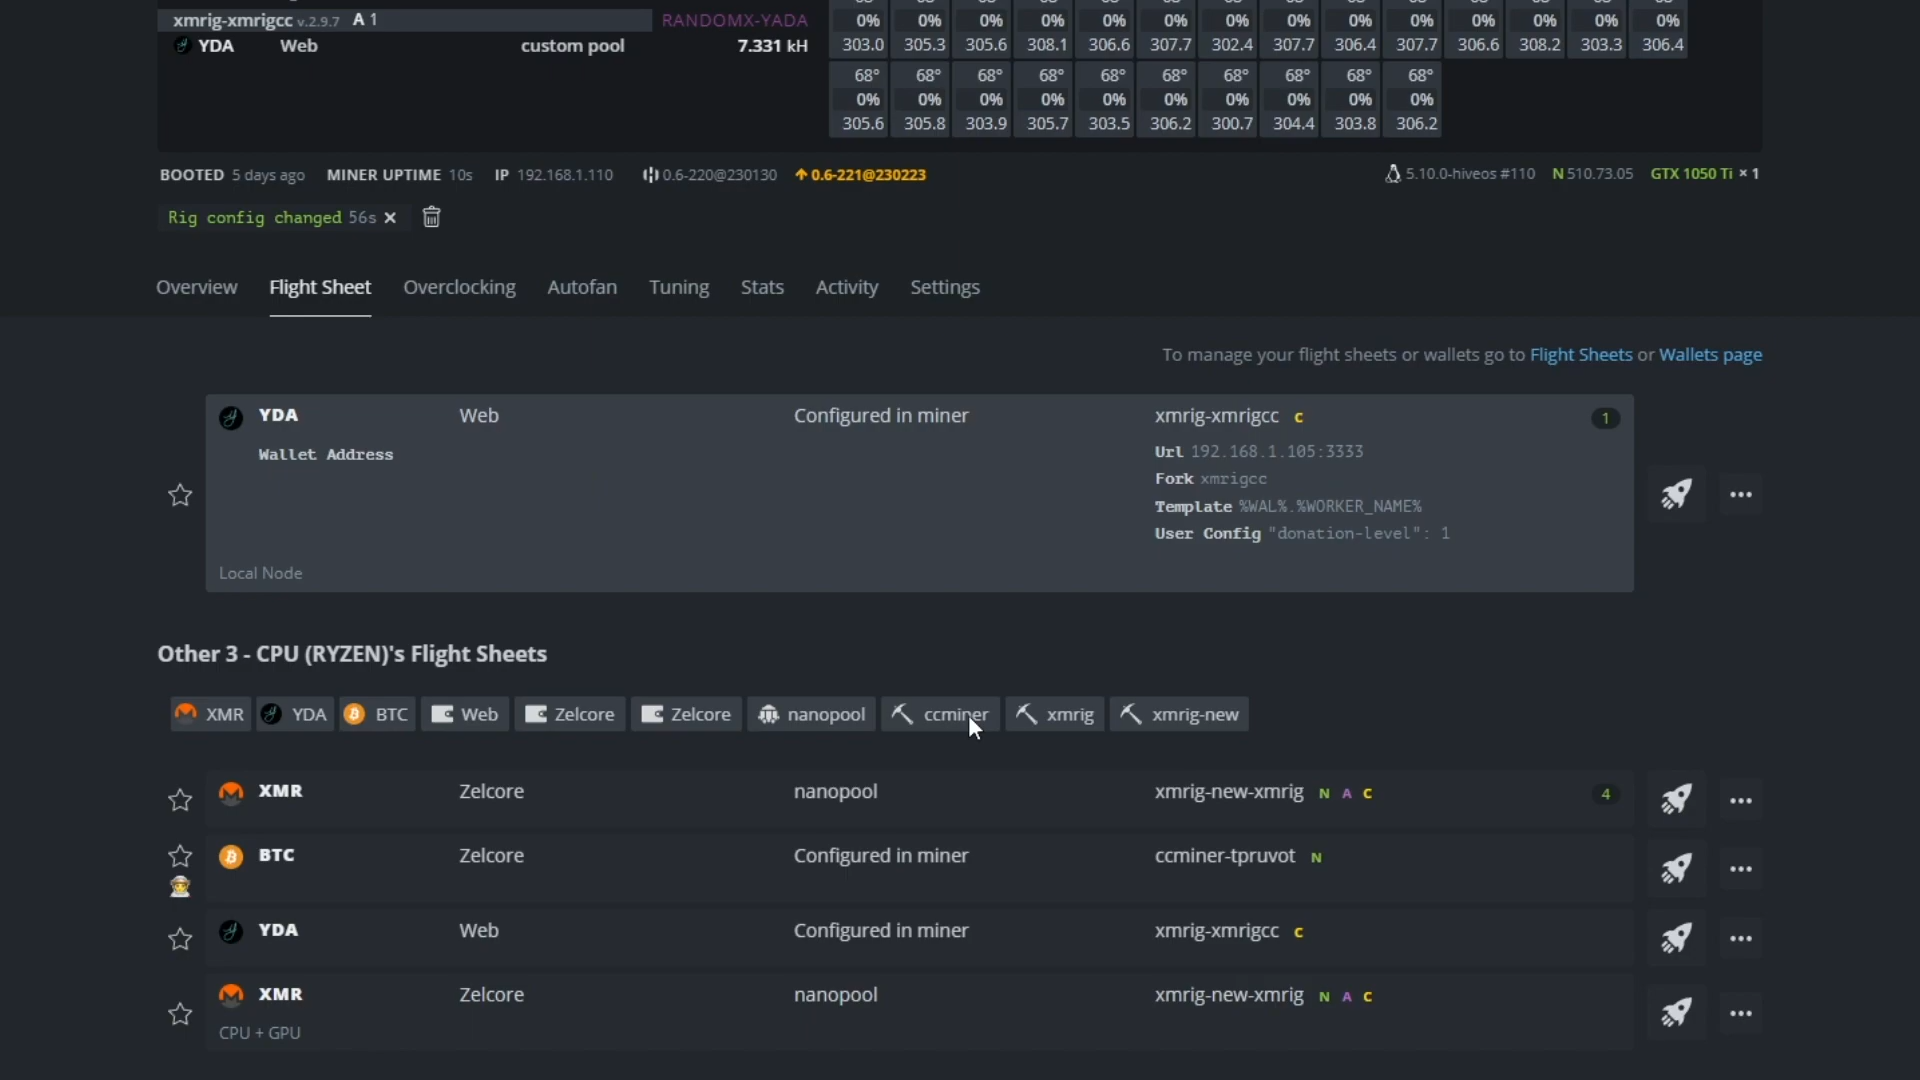 xmrig-xmrigcc v.2.9.7 A 1 RANDOMX-YADA 0% 0% 0% 0% 0% 0% 0% 0% 0% 0% 0% 0% 0% 0%
YDA Web custom pool 7.331 kH 303.0 305.3 305.6 308.1 306.6 307.7 302.4 307.7 306.4 307.7 306.6 308.2 303.3 306.4
68° 68° 68° 68° 68° 68° 68° 68° 68° 68°
0% 0% 0% 0% 0% 0% 0% 0% 0% 0%
305.6 305.8 303.9 305.7 303.5 306.2 300.7 304.4 303.8 306.2
BOOTED 5 days ago MINER UPTIME 10s IP 192.168.1.110 0.6-220@230130 0.6-221@230223 5.10.0-hiveos #110 N 510.73.05 GTX 1050 Ti × 1
Rig config changed 56s ×
Overview Flight Sheet Overclocking Autofan Tuning Stats Activity Settings
To manage your flight sheets or wallets go to Flight Sheets or Wallets page
YDA Web Configured in miner xmrig-xmrigcc C 1
Wallet Address Url 192.168.1.105:3333
Fork xmrigcc
Template %WAL%.%WORKER_NAME%
User Config "donation-level": 1
Local Node
Other 3 - CPU (RYZEN)'s Flight Sheets
XMR YDA BTC Web Zelcore Zelcore nanopool ccminer xmrig xmrig-new
XMR Zelcore nanopool xmrig-new-xmrig N A C 4
BTC Zelcore Configured in miner ccminer-tpruvot N
YDA Web Configured in miner xmrig-xmrigcc C
XMR Zelcore nanopool xmrig-new-xmrig N A C
CPU + GPU